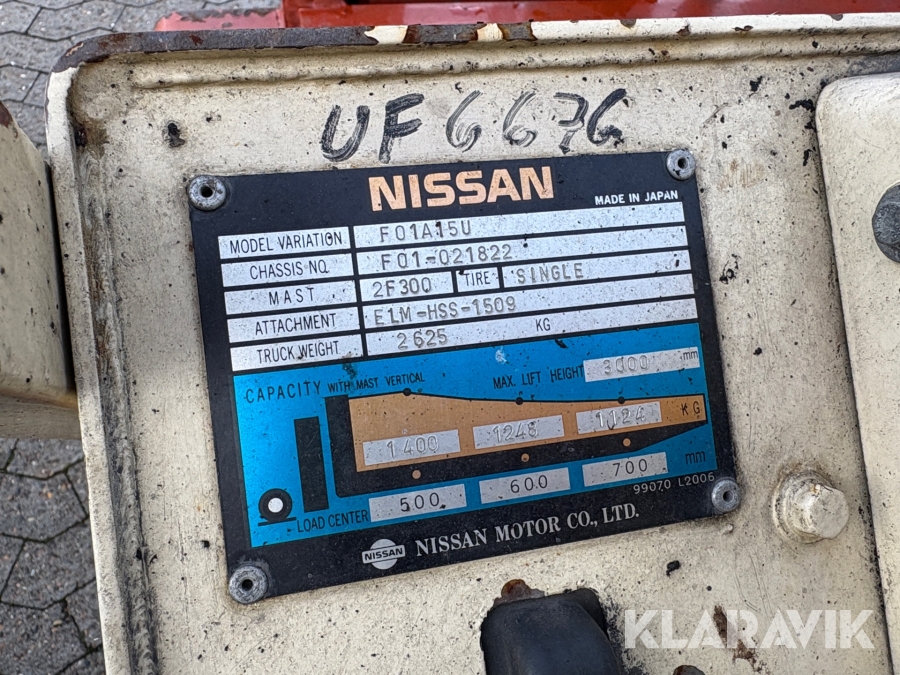 UF 6636
NISSAN
MADE IN JAPAN
MODEL VARIATION F01A15U
CHASSIS NO. F01-021822
MAST 2F300 TIRE SINGLE
ATTACHMENT E1M-HSS-1509
TRUCK WEIGHT 2625 KG
CAPACITY WITH MAST VERTICAL MAX. LIFT HEIGHT 3000 mm
1400 1248 1124 KG
LOAD CENTER 500 600 700 mm
99070 L2006
NISSAN NISSAN MOTOR CO., LTD.
KLARAVIK